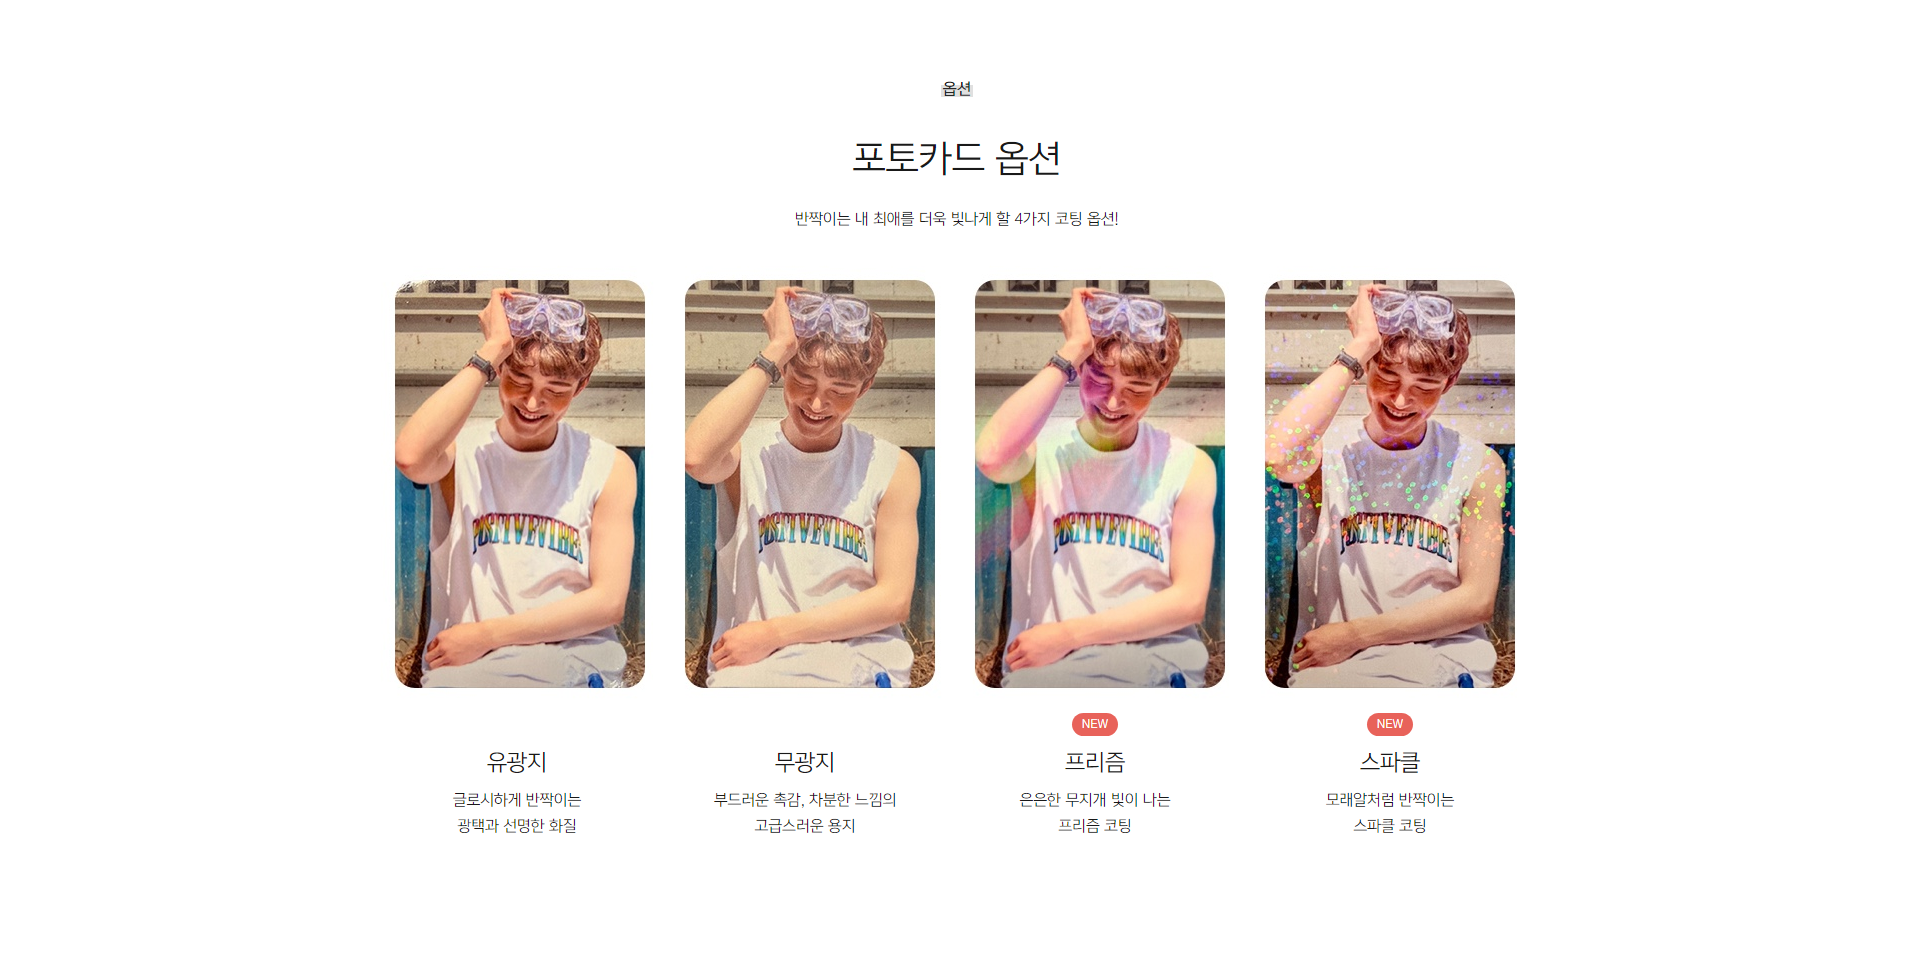 옵션
포토카드 옵션
반짝이는 내 최애를 더욱 빛나게 할 4가지 코팅 옵션!
POSITIVEVIBES
POSITIVEVIBES
POSITIVEVIBES
POSITIVEVIBES
NEW
NEW
유광지
무광지
프리즘
스파클
글로시하게 반짝이는
광택과 선명한 화질
부드러운 촉감, 차분한 느낌의
고급스러운 용지
은은한 무지개 빛이 나는
프리즘 코팅
모래알처럼 반짝이는
스파클 코팅